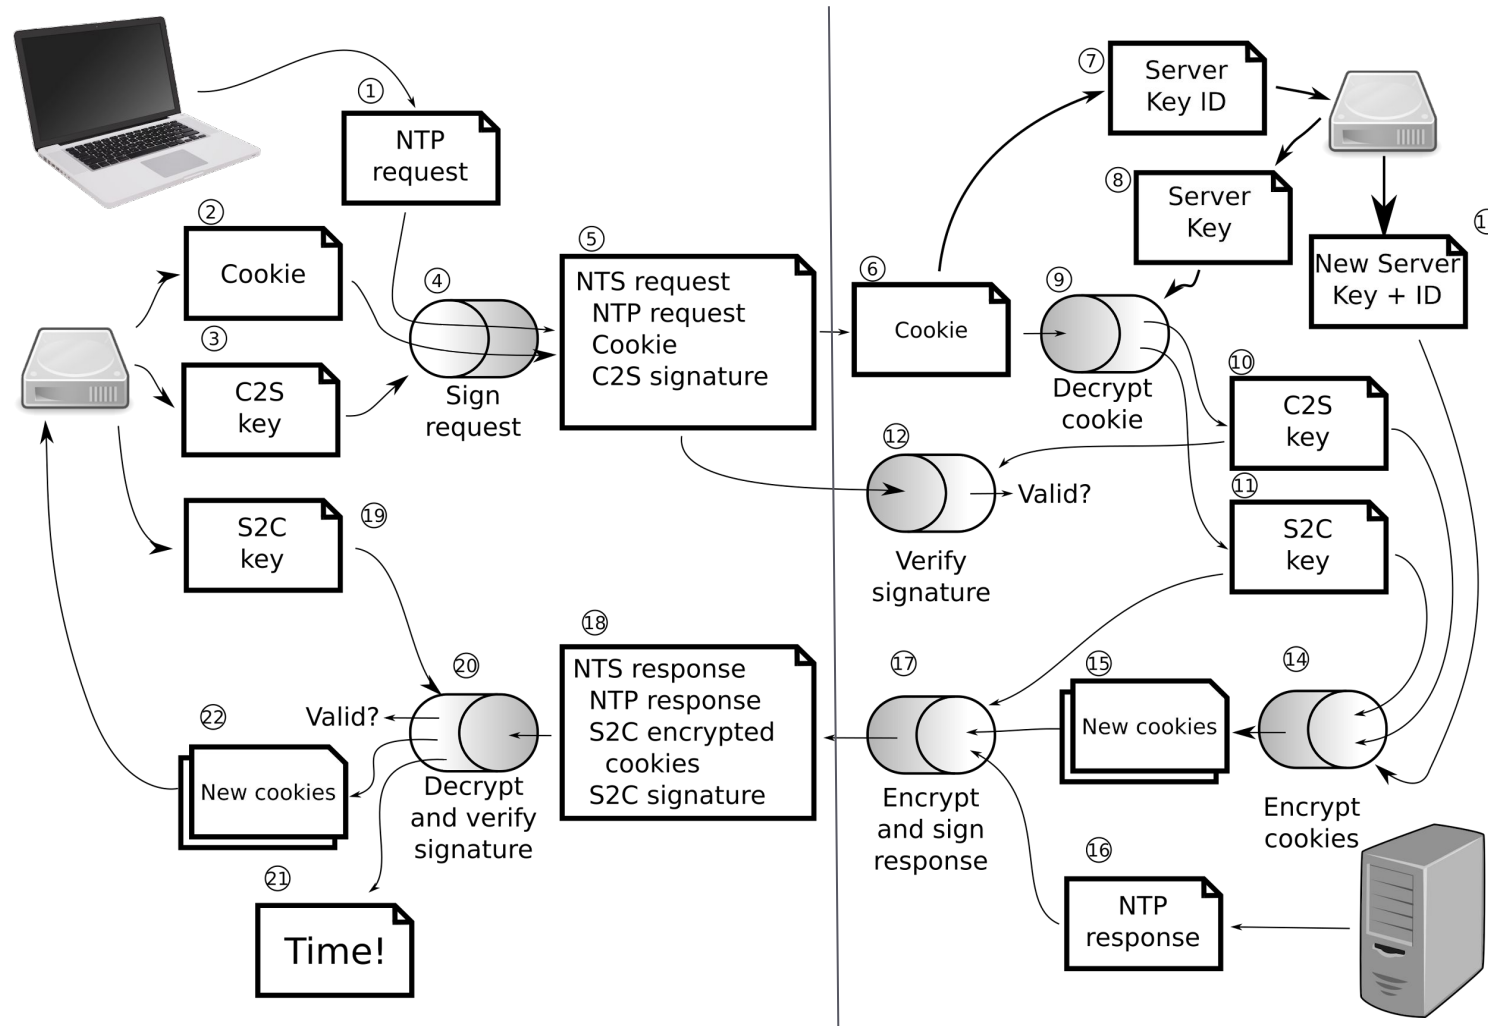 ①
NTP
request
②
Cookie
③
C2S
key
④
Sign
request
⑤
NTS request
NTP request
Cookie
C2S signature
⑥
Cookie
⑦
Server
Key ID
⑧
Server
Key
⑨
Decrypt
cookie
⑩
C2S
key
⑪
S2C
key
⑫
Verify
signature
Valid?
New Server
Key + ID
⑭
Encrypt
cookies
⑮
New cookies
⑯
NTP
response
⑰
Encrypt
and sign
response
⑱
NTS response
NTP response
S2C encrypted
cookies
S2C signature
⑲
S2C
key
⑳
Decrypt
and verify
signature
Valid?
㉑
Time!
㉒
New cookies